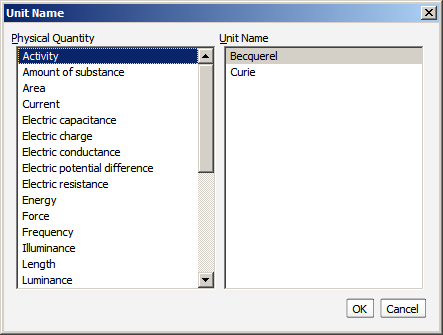 Unit Name
Physical Quantity
Activity
Amount of substance
Area
Current
Electric capacitance
Electric charge
Electric conductance
Electric potential difference
Electric resistance
Energy
Force
Frequency
Illuminance
Length
Luminance
Unit Name
Becquerel
Curie
OK
Cancel